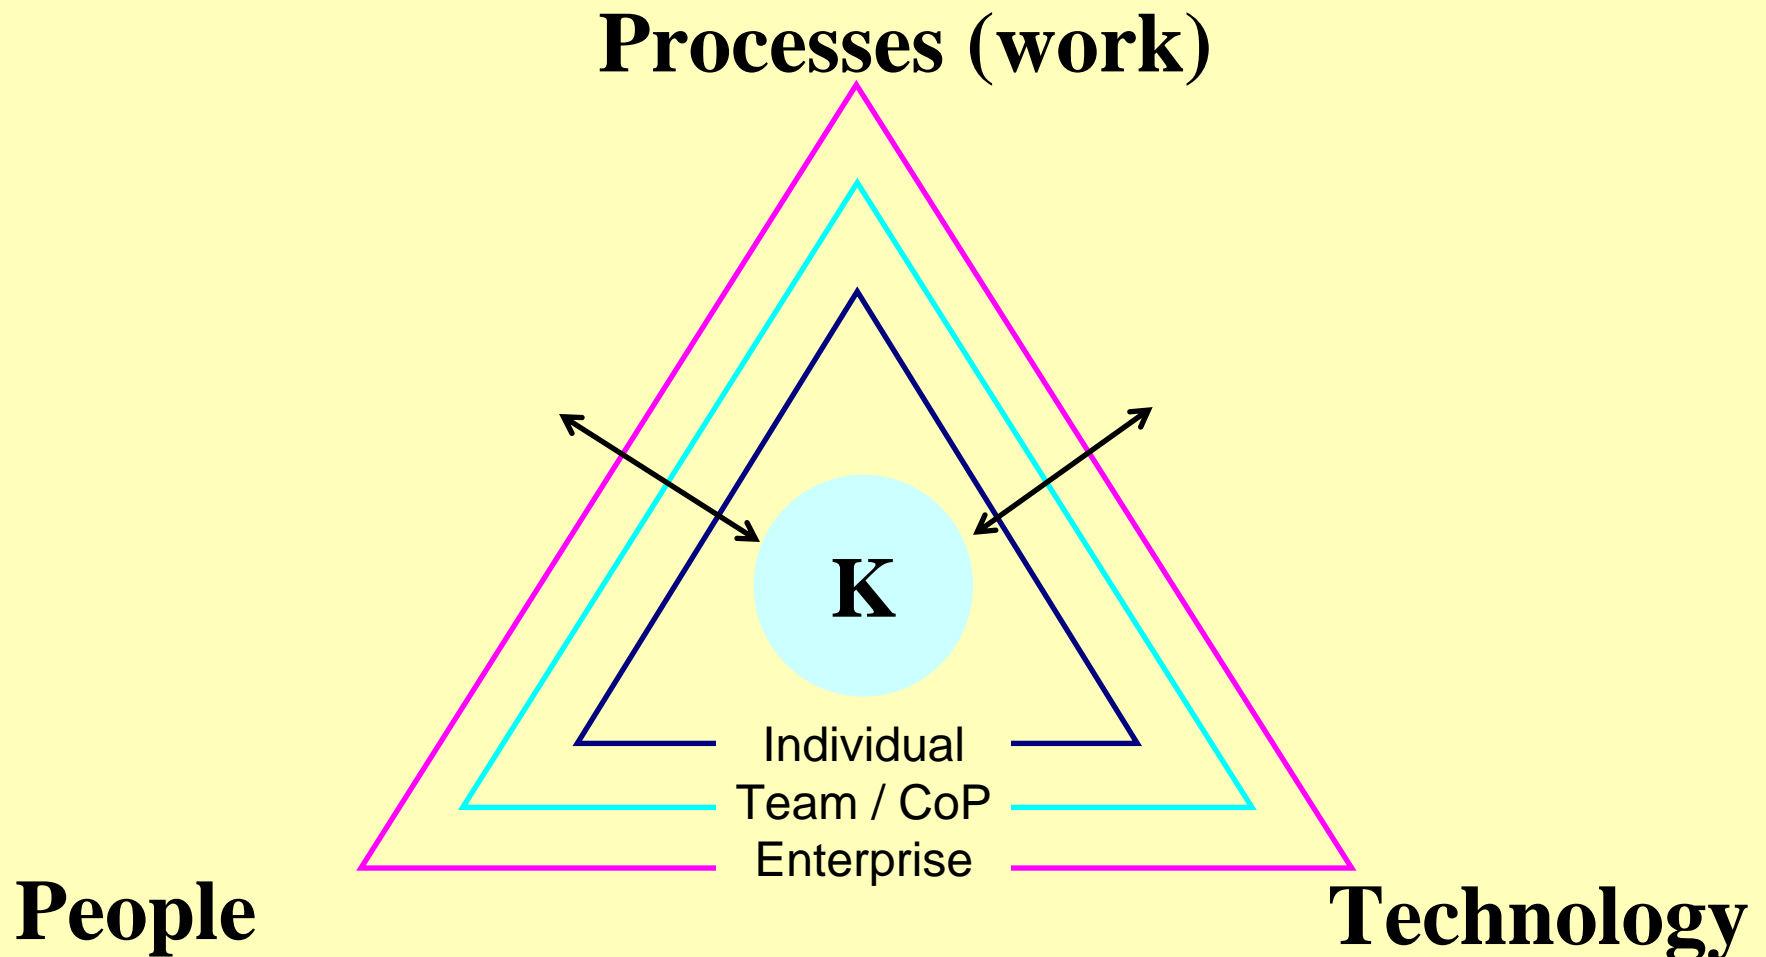 Processes (work)
K
Individual
Team / CoP
Enterprise
People
Technology